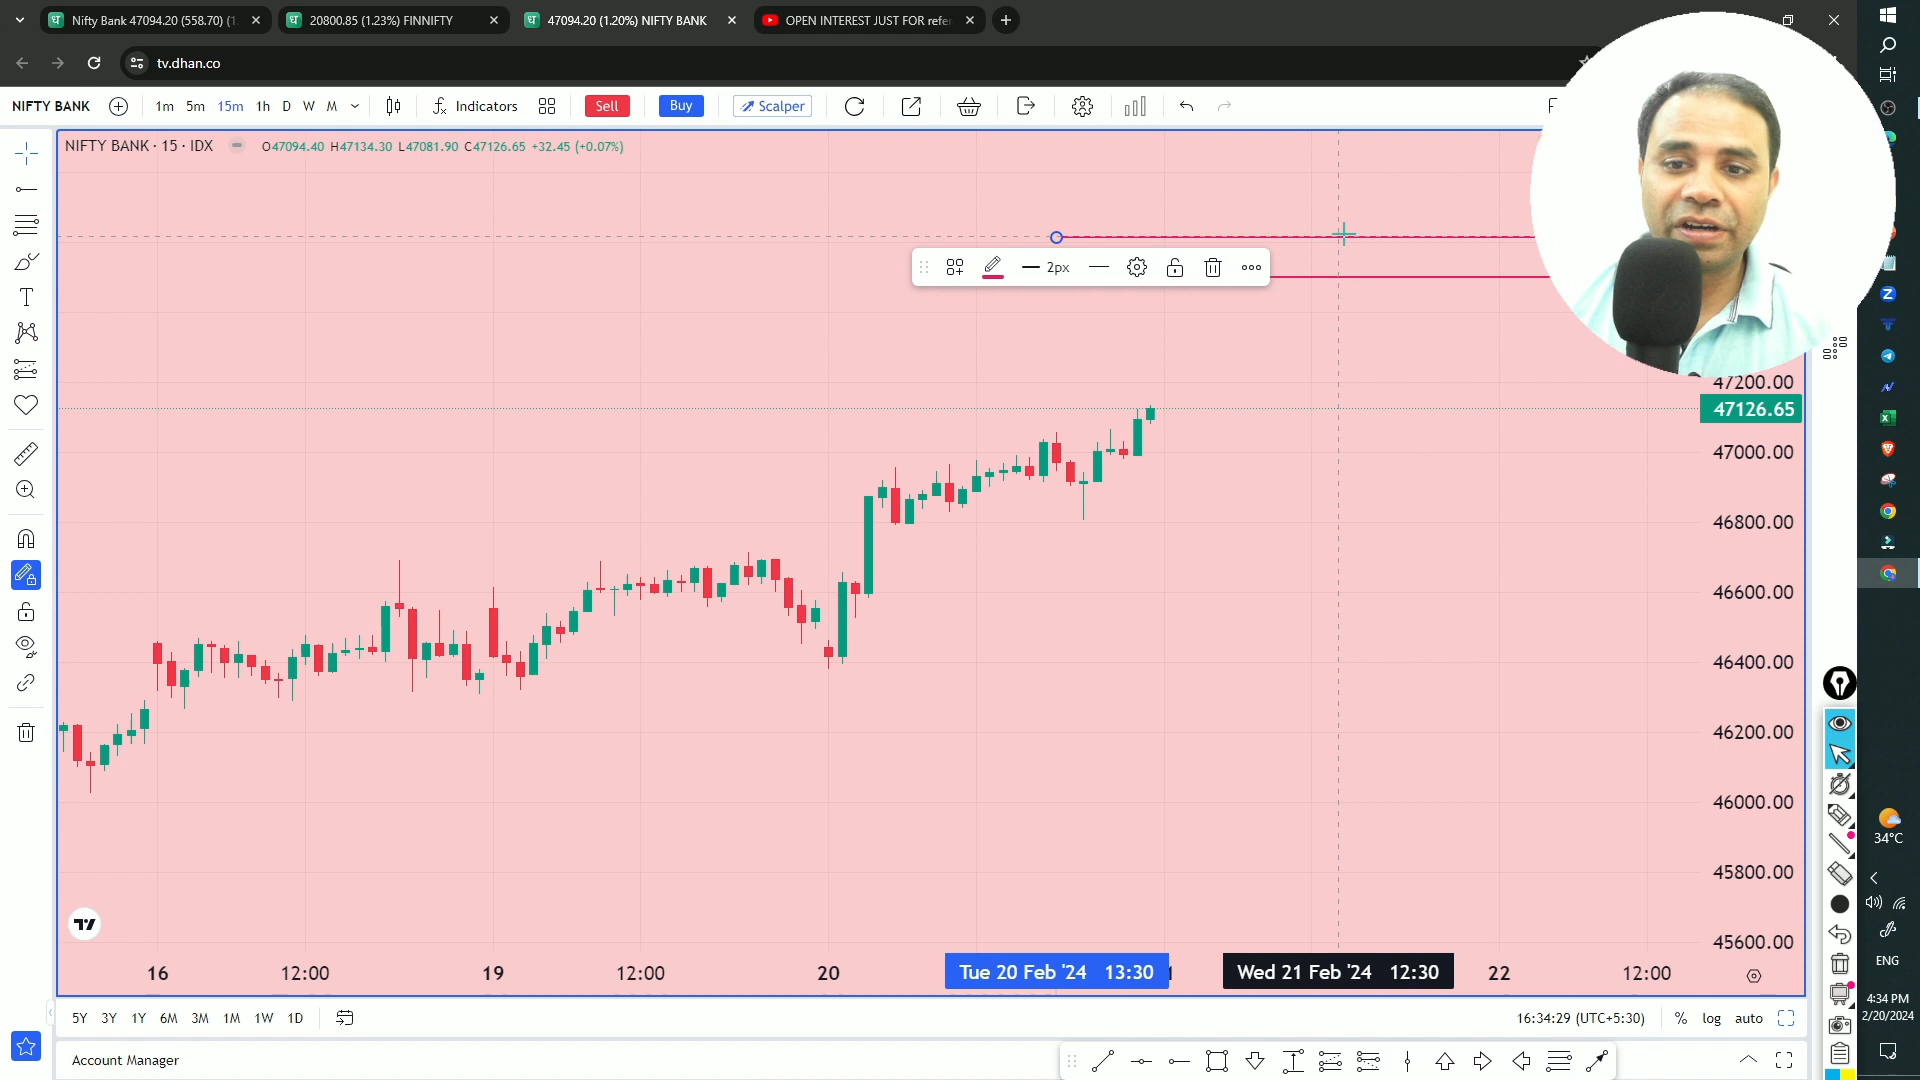 Nifty Bank 47094.20 (558.70) (1.
20800.85 (1.23%) FINNIFTY
47094.20 (1.20%) NIFTY BANK
OPEN INTEREST JUST FOR refer
tv.dhan.co
NIFTY BANK
1m 5m 15m 1h D W M
Indicators
Sell
Buy
Scalper
F
NIFTY BANK · 15 · IDX
O47094.40 H47134.30 L47081.90 C47126.65 +32.45 (+0.07%)
2px
47200.00
47126.65
47000.00
46800.00
46600.00
46400.00
46200.00
46000.00
45800.00
45600.00
16 12:00 19 12:00 20
Tue 20 Feb '24 13:30
1
Wed 21 Feb '24 12:30
22 12:00
5Y 3Y 1Y 6M 3M 1M 1W 1D
16:34:29 (UTC+5:30)
% log auto
Account Manager
34°C
ENG
4:34 PM
2/20/2024